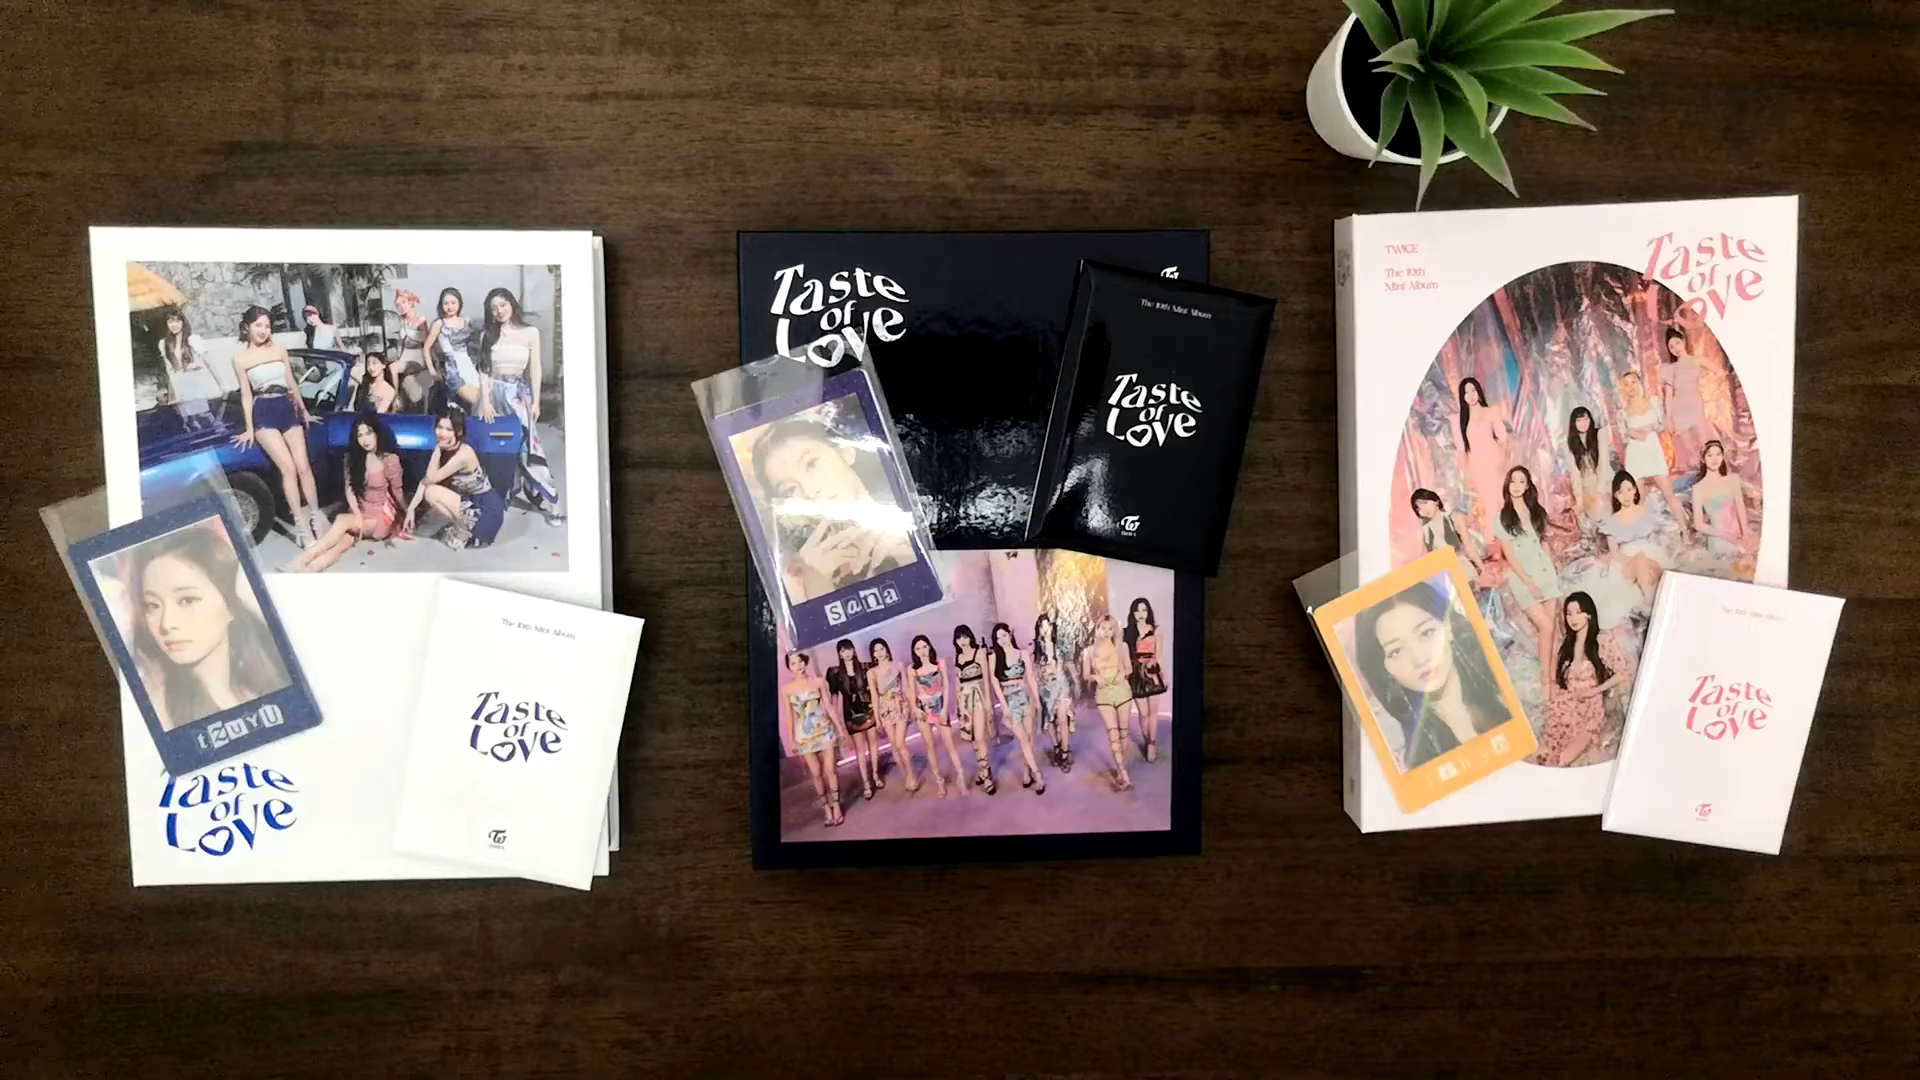 tzuyu
Taste
of
Love
The 10th Mini Album
Taste
of
Love
Taste
of
Love
sana
The 10th Mini Album
Taste
of
Love
TWICE
The 10th
Mini Album
Taste
of
Love
The 10th Mini Album
Taste
of
Love